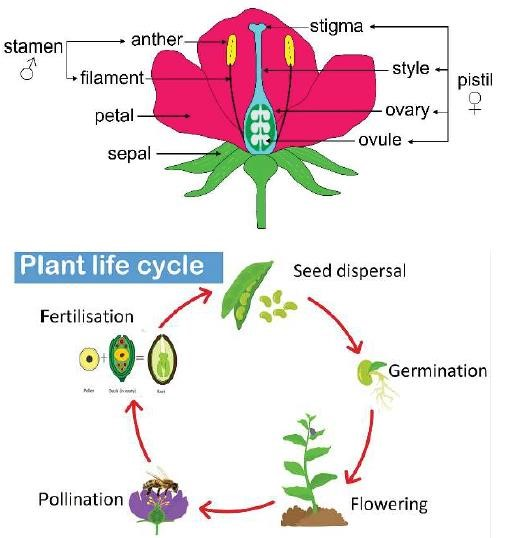 stigma
anther
stamen
♂
style
filament
pistil
♀
ovary
petal
ovule
sepal
Plant life cycle
Seed dispersal
Fertilisation
+
=
Germination
Pollination
Flowering